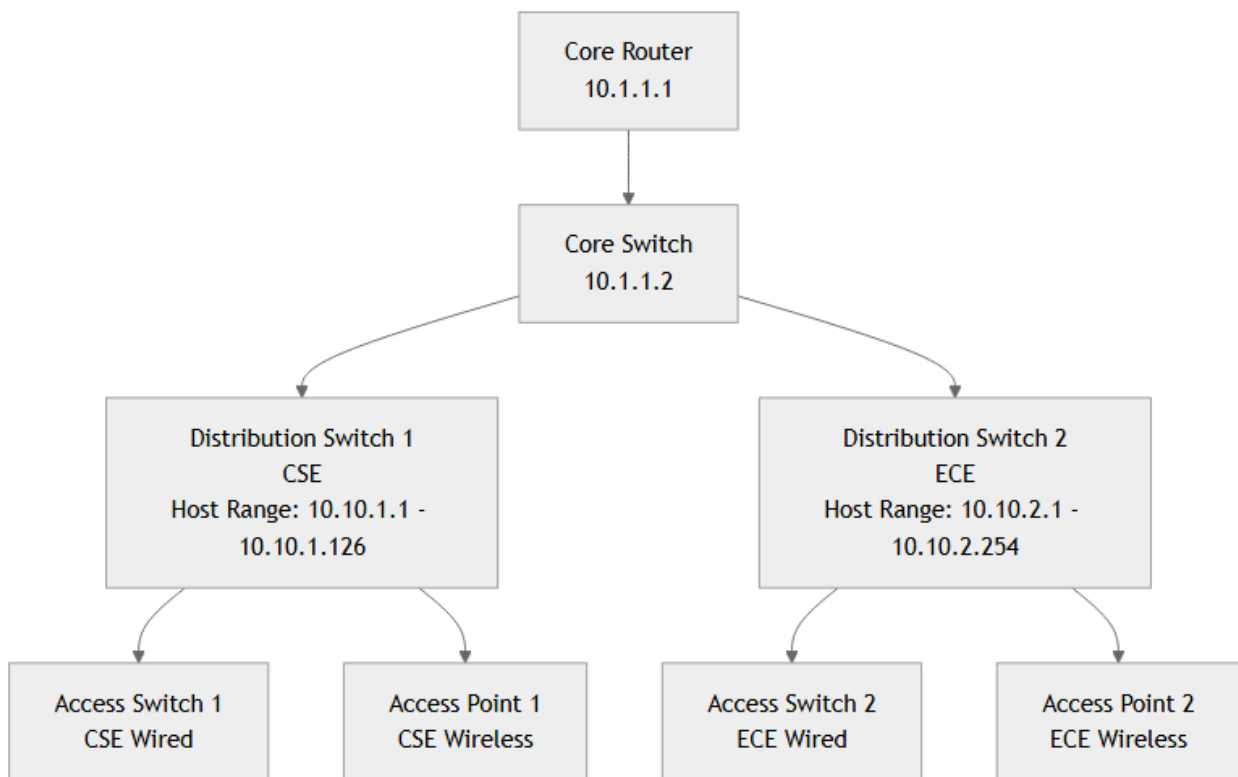 Core Router
10.1.1.1
Core Switch
10.1.1.2
Distribution Switch 1
CSE
Host Range: 10.10.1.1 -
10.10.1.126
Distribution Switch 2
ECE
Host Range: 10.10.2.1 -
10.10.2.254
Access Switch 1
CSE Wired
Access Point 1
CSE Wireless
Access Switch 2
ECE Wired
Access Point 2
ECE Wireless